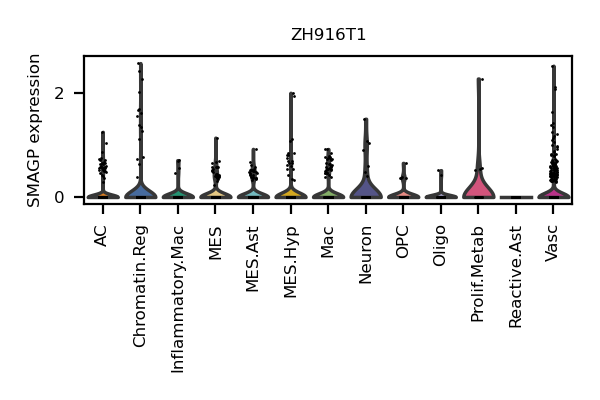 ZH916T1
SMAGP expression
2
0
AC
Chromatin.Reg
Inflammatory.Mac
MES
MES.Ast
MES.Hyp
Mac
Neuron
OPC
Oligo
Prolif.Metab
Reactive.Ast
Vasc